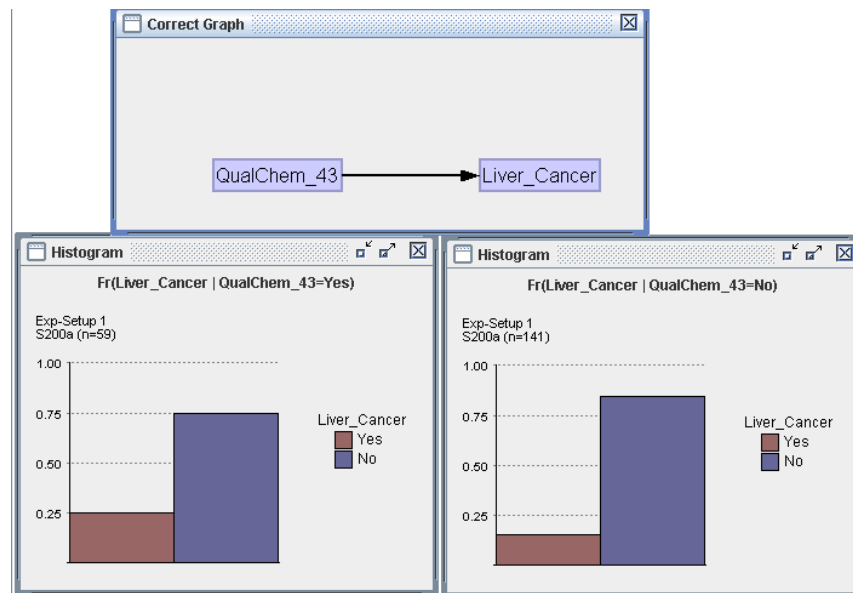 Correct Graph
QualChem_43
Liver_Cancer
Histogram
Fr(Liver_Cancer | QualChem_43=Yes)
Exp-Setup 1
S200a (n=59)
1.00
0.75
0.50
0.25
Liver_Cancer
Yes
No
Histogram
Fr(Liver_Cancer | QualChem_43=No)
Exp-Setup 1
S200a (n=141)
1.00
0.75
0.50
0.25
Liver_Cancer
Yes
No